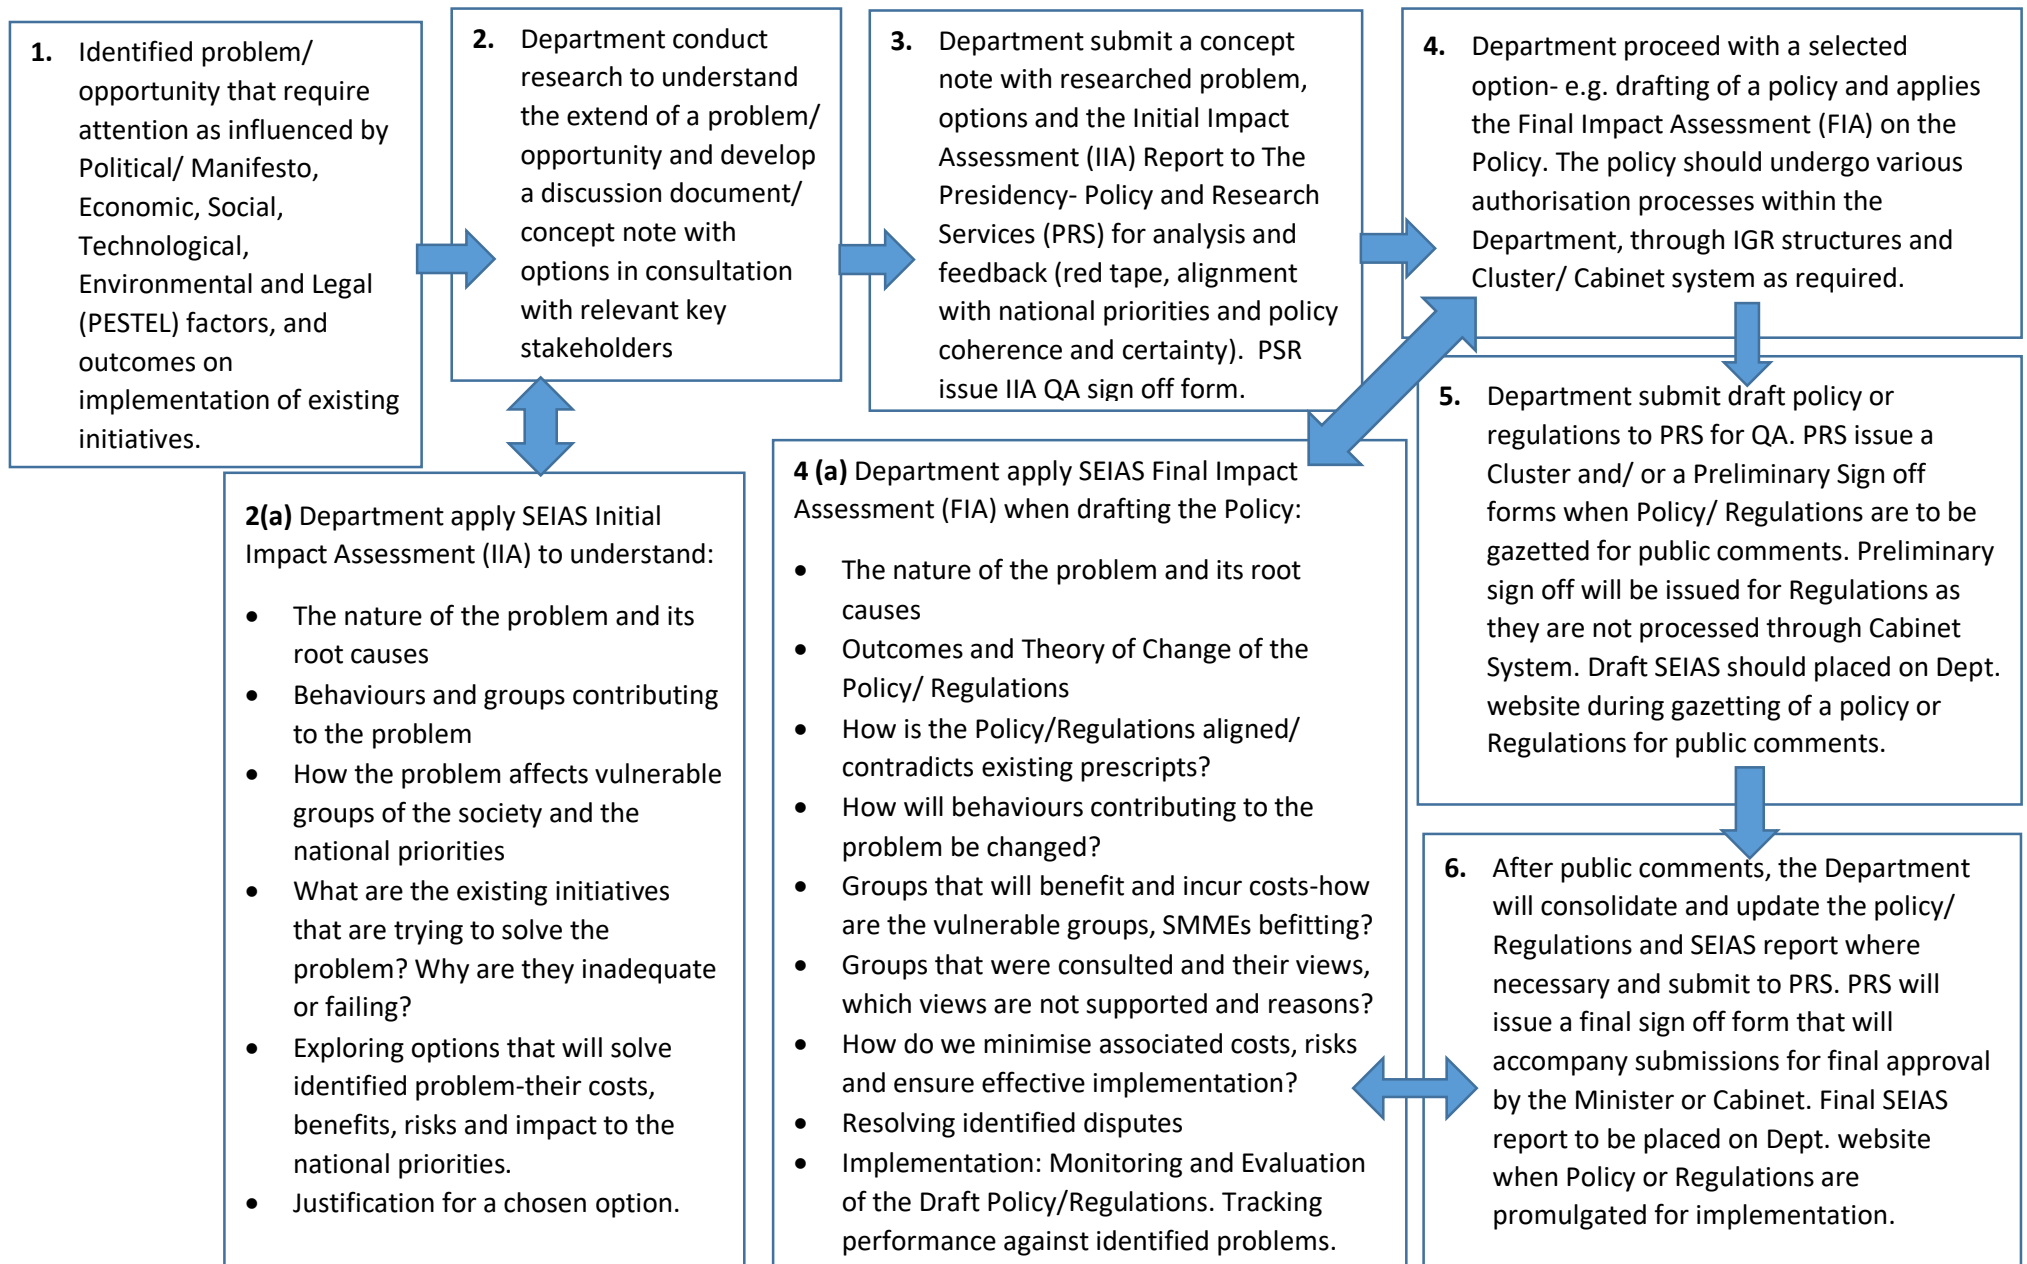 1. Identified problem/
opportunity that require
attention as influenced by
Political/ Manifesto,
Economic, Social,
Technological,
Environmental and Legal
(PESTEL) factors, and
outcomes on
implementation of existing
initiatives.
2. Department conduct
research to understand
the extend of a problem/
opportunity and develop
a discussion document/
concept note with
options in consultation
with relevant key
stakeholders
3. Department submit a concept
note with researched problem,
options and the Initial Impact
Assessment (IIA) Report to The
Presidency- Policy and Research
Services (PRS) for analysis and
feedback (red tape, alignment
with national priorities and policy
coherence and certainty).  PSR
issue IIA QA sign off form.
4. Department proceed with a selected
option- e.g. drafting of a policy and applies
the Final Impact Assessment (FIA) on the
Policy. The policy should undergo various
authorisation processes within the
Department, through IGR structures and
Cluster/ Cabinet system as required.
2(a) Department apply SEIAS Initial
Impact Assessment (IIA) to understand:
• The nature of the problem and its
root causes
• Behaviours and groups contributing
to the problem
• How the problem affects vulnerable
groups of the society and the
national priorities
• What are the existing initiatives
that are trying to solve the
problem? Why are they inadequate
or failing?
• Exploring options that will solve
identified problem-their costs,
benefits, risks and impact to the
national priorities.
• Justification for a chosen option.
4 (a) Department apply SEIAS Final Impact
Assessment (FIA) when drafting the Policy:
• The nature of the problem and its root
causes
• Outcomes and Theory of Change of the
Policy/ Regulations
• How is the Policy/Regulations aligned/
contradicts existing prescripts?
• How will behaviours contributing to the
problem be changed?
• Groups that will benefit and incur costs-how
are the vulnerable groups, SMMEs befitting?
• Groups that were consulted and their views,
which views are not supported and reasons?
• How do we minimise associated costs, risks
and ensure effective implementation?
• Resolving identified disputes
• Implementation: Monitoring and Evaluation
of the Draft Policy/Regulations. Tracking
performance against identified problems.
5. Department submit draft policy or
regulations to PRS for QA. PRS issue a
Cluster and/ or a Preliminary Sign off
forms when Policy/ Regulations are to be
gazetted for public comments. Preliminary
sign off will be issued for Regulations as
they are not processed through Cabinet
System. Draft SEIAS should placed on Dept.
website during gazetting of a policy or
Regulations for public comments.
6. After public comments, the Department
will consolidate and update the policy/
Regulations and SEIAS report where
necessary and submit to PRS. PRS will
issue a final sign off form that will
accompany submissions for final approval
by the Minister or Cabinet. Final SEIAS
report to be placed on Dept. website
when Policy or Regulations are
promulgated for implementation.